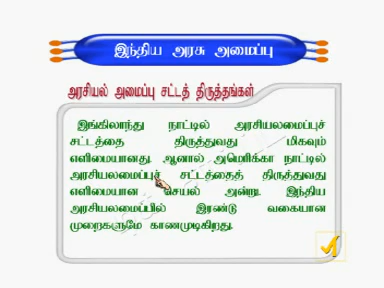 இந்திய அரசு அமைப்பு
அரசியல் அமைப்பு சட்டத் திருத்தங்கள்
இங்கிலாந்து நாட்டில் அரசியலமைப்புச்
சட்டத்தை திருத்துவது மிகவும்
எளிமையானது. ஆனால் அமெரிக்கா நாட்டில்
அரசியலமைப்புச் சட்டத்தைத் திருத்துவது
எளிமையான செயல் அன்று. இந்திய
அரசியலமைப்பில் இரண்டு வகையான
முறைகளுமே காணமுடிகிறது.